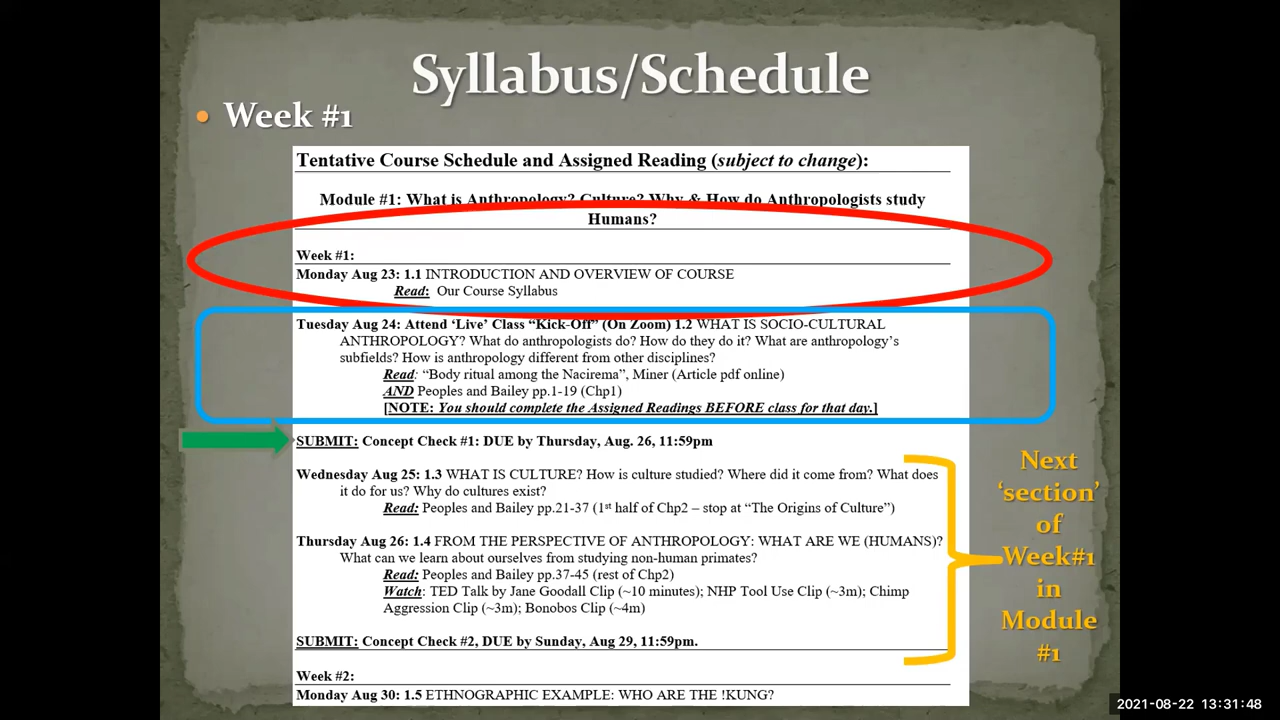 Syllabus/Schedule
• Week #1
Tentative Course Schedule and Assigned Reading (subject to change):
Module #1: What is Anthropology? Culture? Why & How do Anthropologists study
Humans?
Week #1:
Monday Aug 23: 1.1 INTRODUCTION AND OVERVIEW OF COURSE
Read: Our Course Syllabus
Tuesday Aug 24: Attend ‘Live’ Class “Kick-Off” (On Zoom) 1.2 WHAT IS SOCIO-CULTURAL
ANTHROPOLOGY? What do anthropologists do? How do they do it? What are anthropology’s
subfields? How is anthropology different from other disciplines?
Read: “Body ritual among the Nacirema”, Miner (Article pdf online)
AND Peoples and Bailey pp.1-19 (Chp1)
[NOTE: You should complete the Assigned Readings BEFORE class for that day.]
SUBMIT: Concept Check #1: DUE by Thursday, Aug. 26, 11:59pm
Wednesday Aug 25: 1.3 WHAT IS CULTURE? How is culture studied? Where did it come from? What does
it do for us? Why do cultures exist?
Read: Peoples and Bailey pp.21-37 (1st half of Chp2 – stop at “The Origins of Culture”)
Thursday Aug 26: 1.4 FROM THE PERSPECTIVE OF ANTHROPOLOGY: WHAT ARE WE (HUMANS)?
What can we learn about ourselves from studying non-human primates?
Read: Peoples and Bailey pp.37-45 (rest of Chp2)
Watch: TED Talk by Jane Goodall Clip (~10 minutes); NHP Tool Use Clip (~3m); Chimp
Aggression Clip (~3m); Bonobos Clip (~4m)
SUBMIT: Concept Check #2, DUE by Sunday, Aug 29, 11:59pm.
Week #2:
Monday Aug 30: 1.5 ETHNOGRAPHIC EXAMPLE: WHO ARE THE !KUNG?
Next
‘section’
of
Week#1
in
Module
#1
2021-08-22 13:31:48